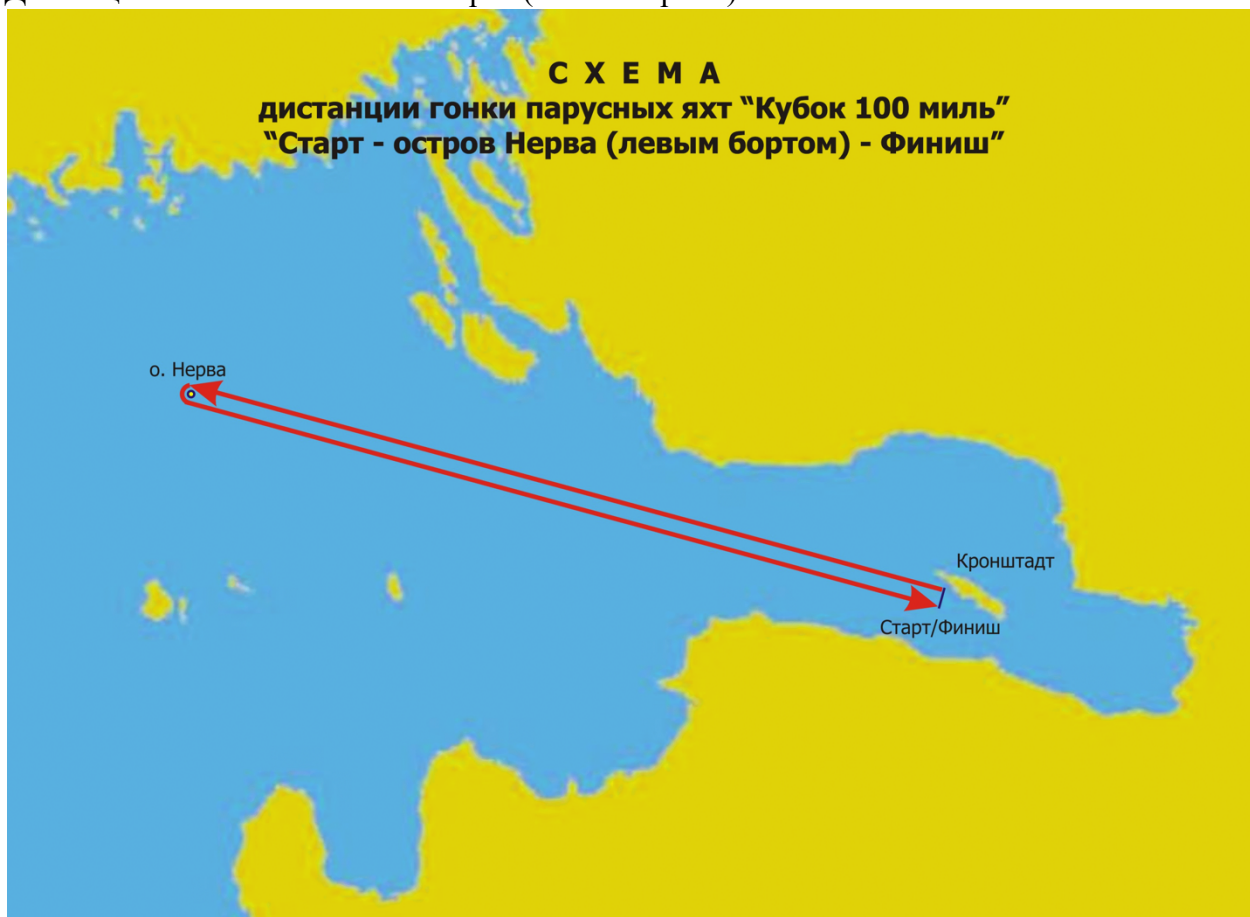 С Х Е М А
дистанции гонки парусных яхт “Кубок 100 миль”
“Старт - остров Нерва (левым бортом) - Финиш”
о. Нерва
Кронштадт
Старт/Финиш